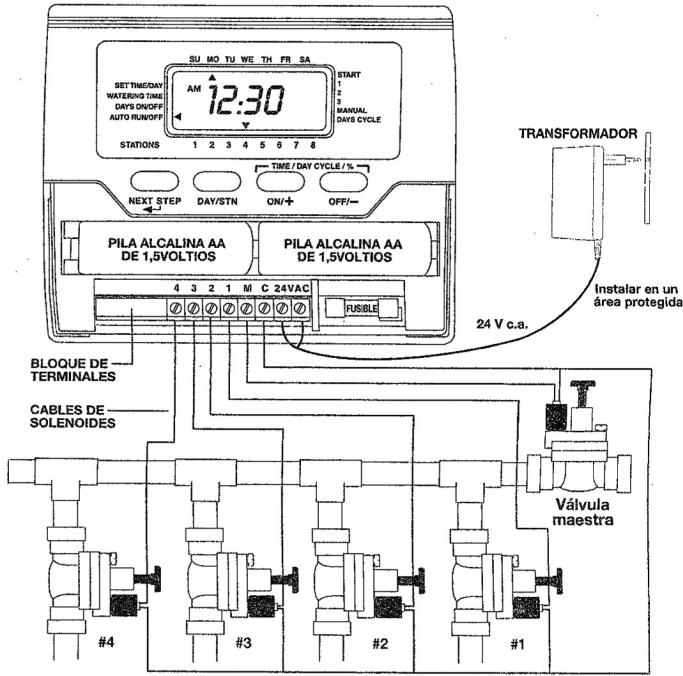 SU MO TU WE TH FR SA
SET TIME/DAY
WATERING TIME
DAYS ON/OFF
AUTO RUN/OFF
AM 12:30
START
1
2
3
MANUAL
DAYS CYCLE
STATIONS 1 2 3 4 5 6 7 8
TIME / DAY CYCLE / %
NEXT STEP DAY/STN ON/+ OFF/–
TRANSFORMADOR
PILA ALCALINA AA
DE 1,5VOLTIOS
PILA ALCALINA AA
DE 1,5VOLTIOS
4 3 2 1 M C 24VAC
FUSIBLE
Instalar en un
área protegida
24 V c.a.
BLOQUE DE
TERMINALES
CABLES DE
SOLENOIDES
Válvula
maestra
#4 #3 #2 #1